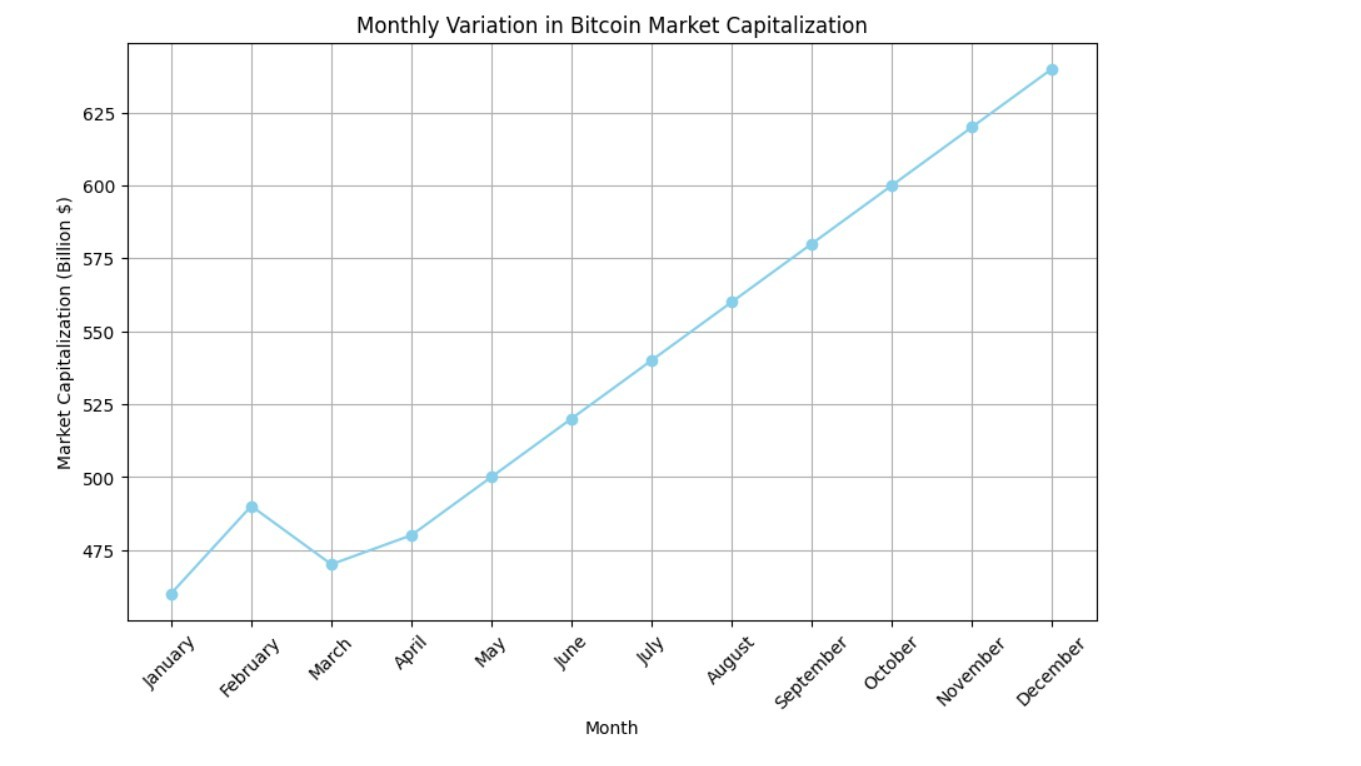 Monthly Variation in Bitcoin Market Capitalization
Market Capitalization (Billion $)
625
600
575
550
525
500
475
January
February
March
April
May
June
July
August
September
October
November
December
Month